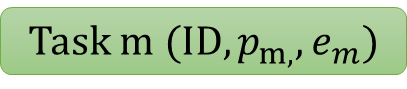 Task m (ID, pₘ,, eₘ)